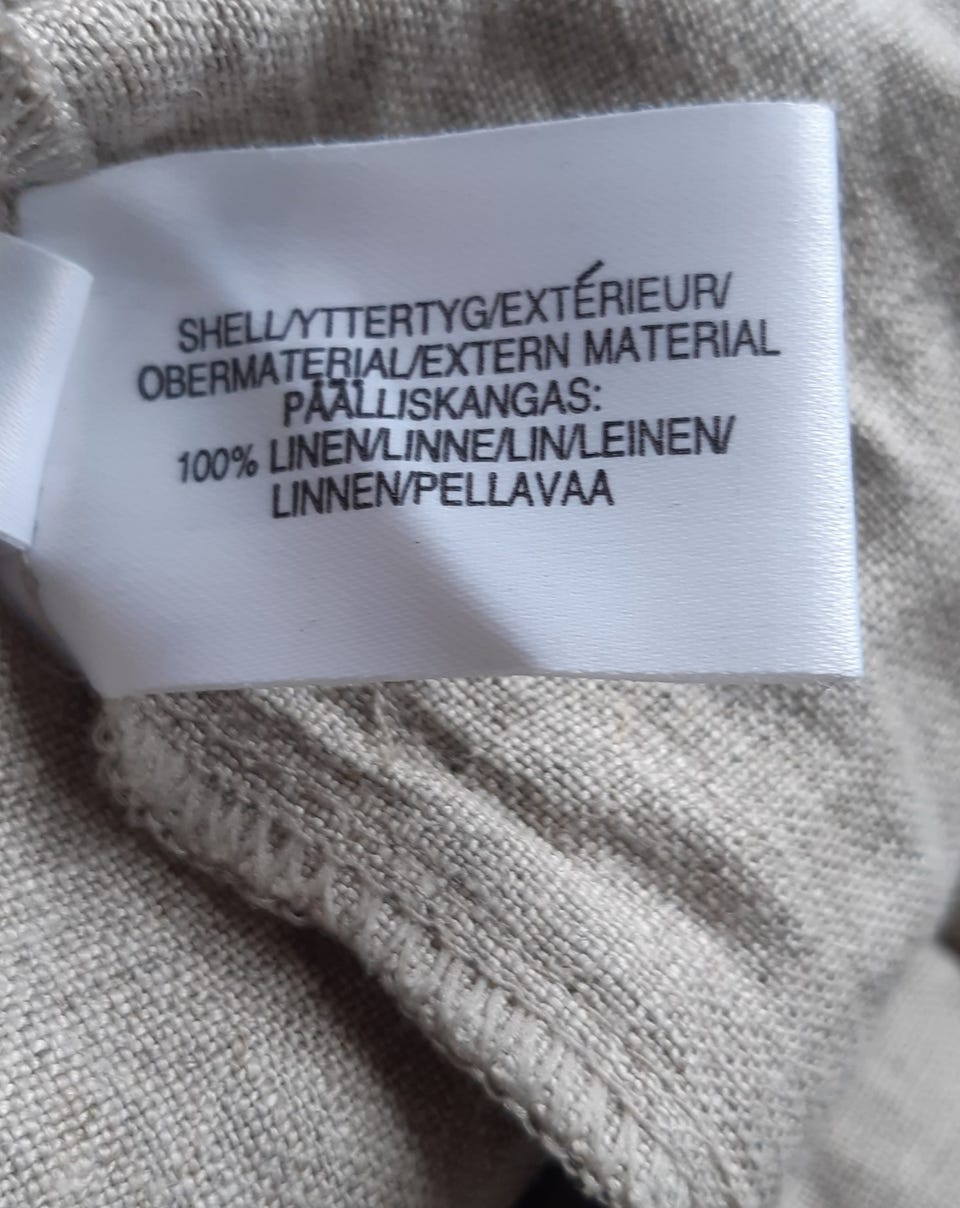 SHELL/YTTERTYG/EXTÉRIEUR/
OBERMATERIAL/EXTERN MATERIAL
PÄÄLLISKANGAS:
100% LINEN/LINNE/LIN/LEINEN/
LINNEN/PELLAVAA